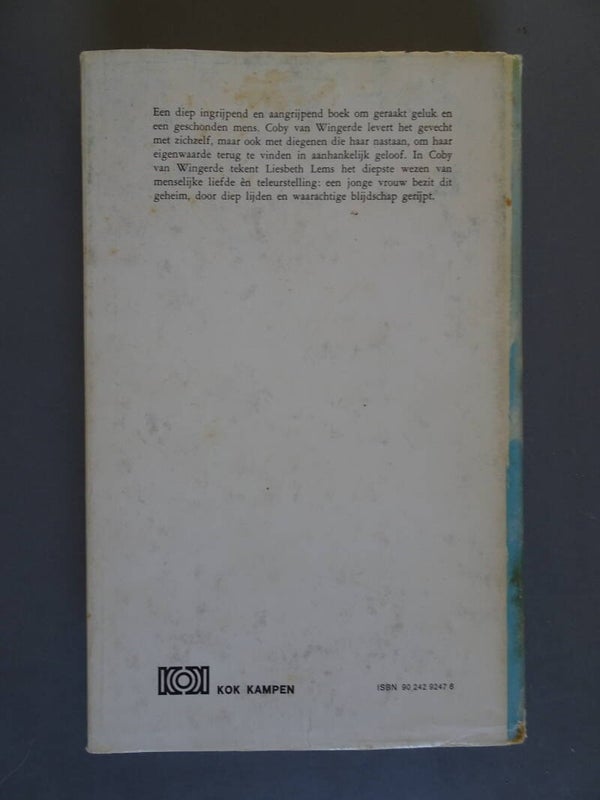 Een diep ingrijpend en aangrijpend boek om geraakt geluk en
een geschonden mens. Coby van Wingerde levert het gevecht
met zichzelf, maar ook met diegenen die haar nastaan, om haar
eigenwaarde terug te vinden in aanhankelijk geloof. In Coby
van Wingerde tekent Liesbeth Lems het diepste wezen van
menselijke liefde èn teleurstelling: een jonge vrouw bezit dit
geheim, door diep lijden en waarachtige blijdschap gerijpt.
KOK KOK KAMPEN
ISBN 90 242 9247 6